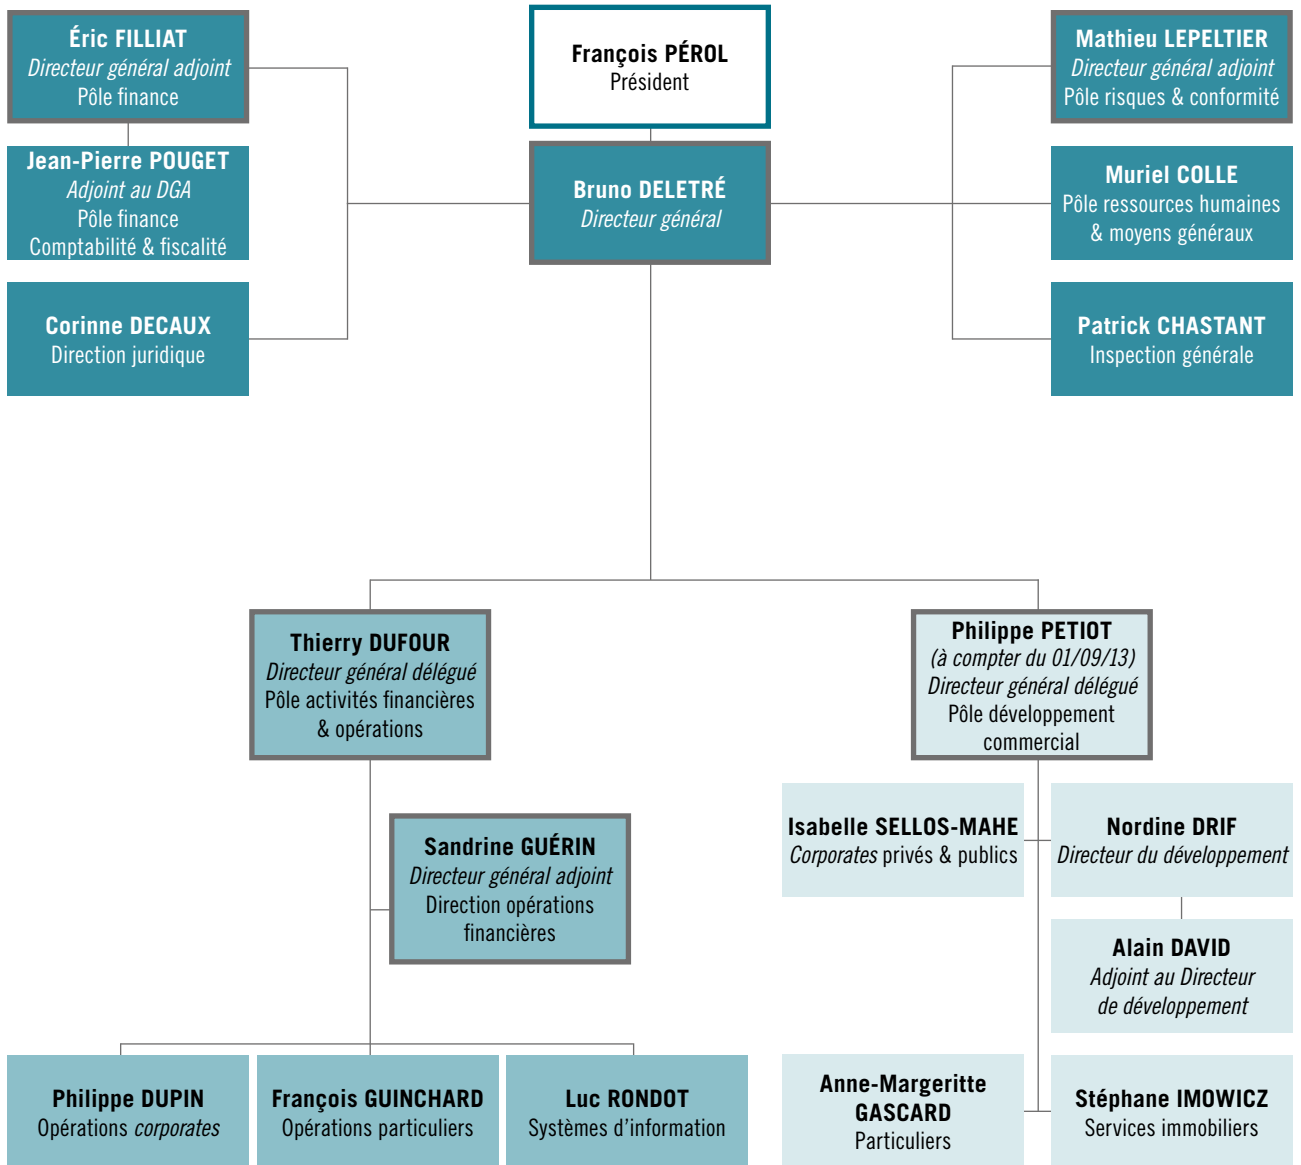 Éric FILLIAT
Directeur général adjoint
Pôle finance
François PÉROL
Président
Mathieu LEPELTIER
Directeur général adjoint
Pôle risques & conformité
Jean-Pierre POUGET
Adjoint au DGA
Pôle finance
Comptabilité & fiscalité
Bruno DELETRÉ
Directeur général
Muriel COLLE
Pôle ressources humaines
& moyens généraux
Corinne DECAUX
Direction juridique
Patrick CHASTANT
Inspection générale
Thierry DUFOUR
Directeur général délégué
Pôle activités financières
& opérations
Philippe PETIOT
(à compter du 01/09/13)
Directeur général délégué
Pôle développement
commercial
Sandrine GUÉRIN
Directeur général adjoint
Direction opérations
financières
Isabelle SELLOS-MAHE
Corporates privés & publics
Nordine DRIF
Directeur du développement
Alain DAVID
Adjoint au Directeur
de développement
Philippe DUPIN
Opérations corporates
François GUINCHARD
Opérations particuliers
Luc RONDOT
Systèmes d'information
Anne-Margeritte
GASCARD
Particuliers
Stéphane IMOWICZ
Services immobiliers